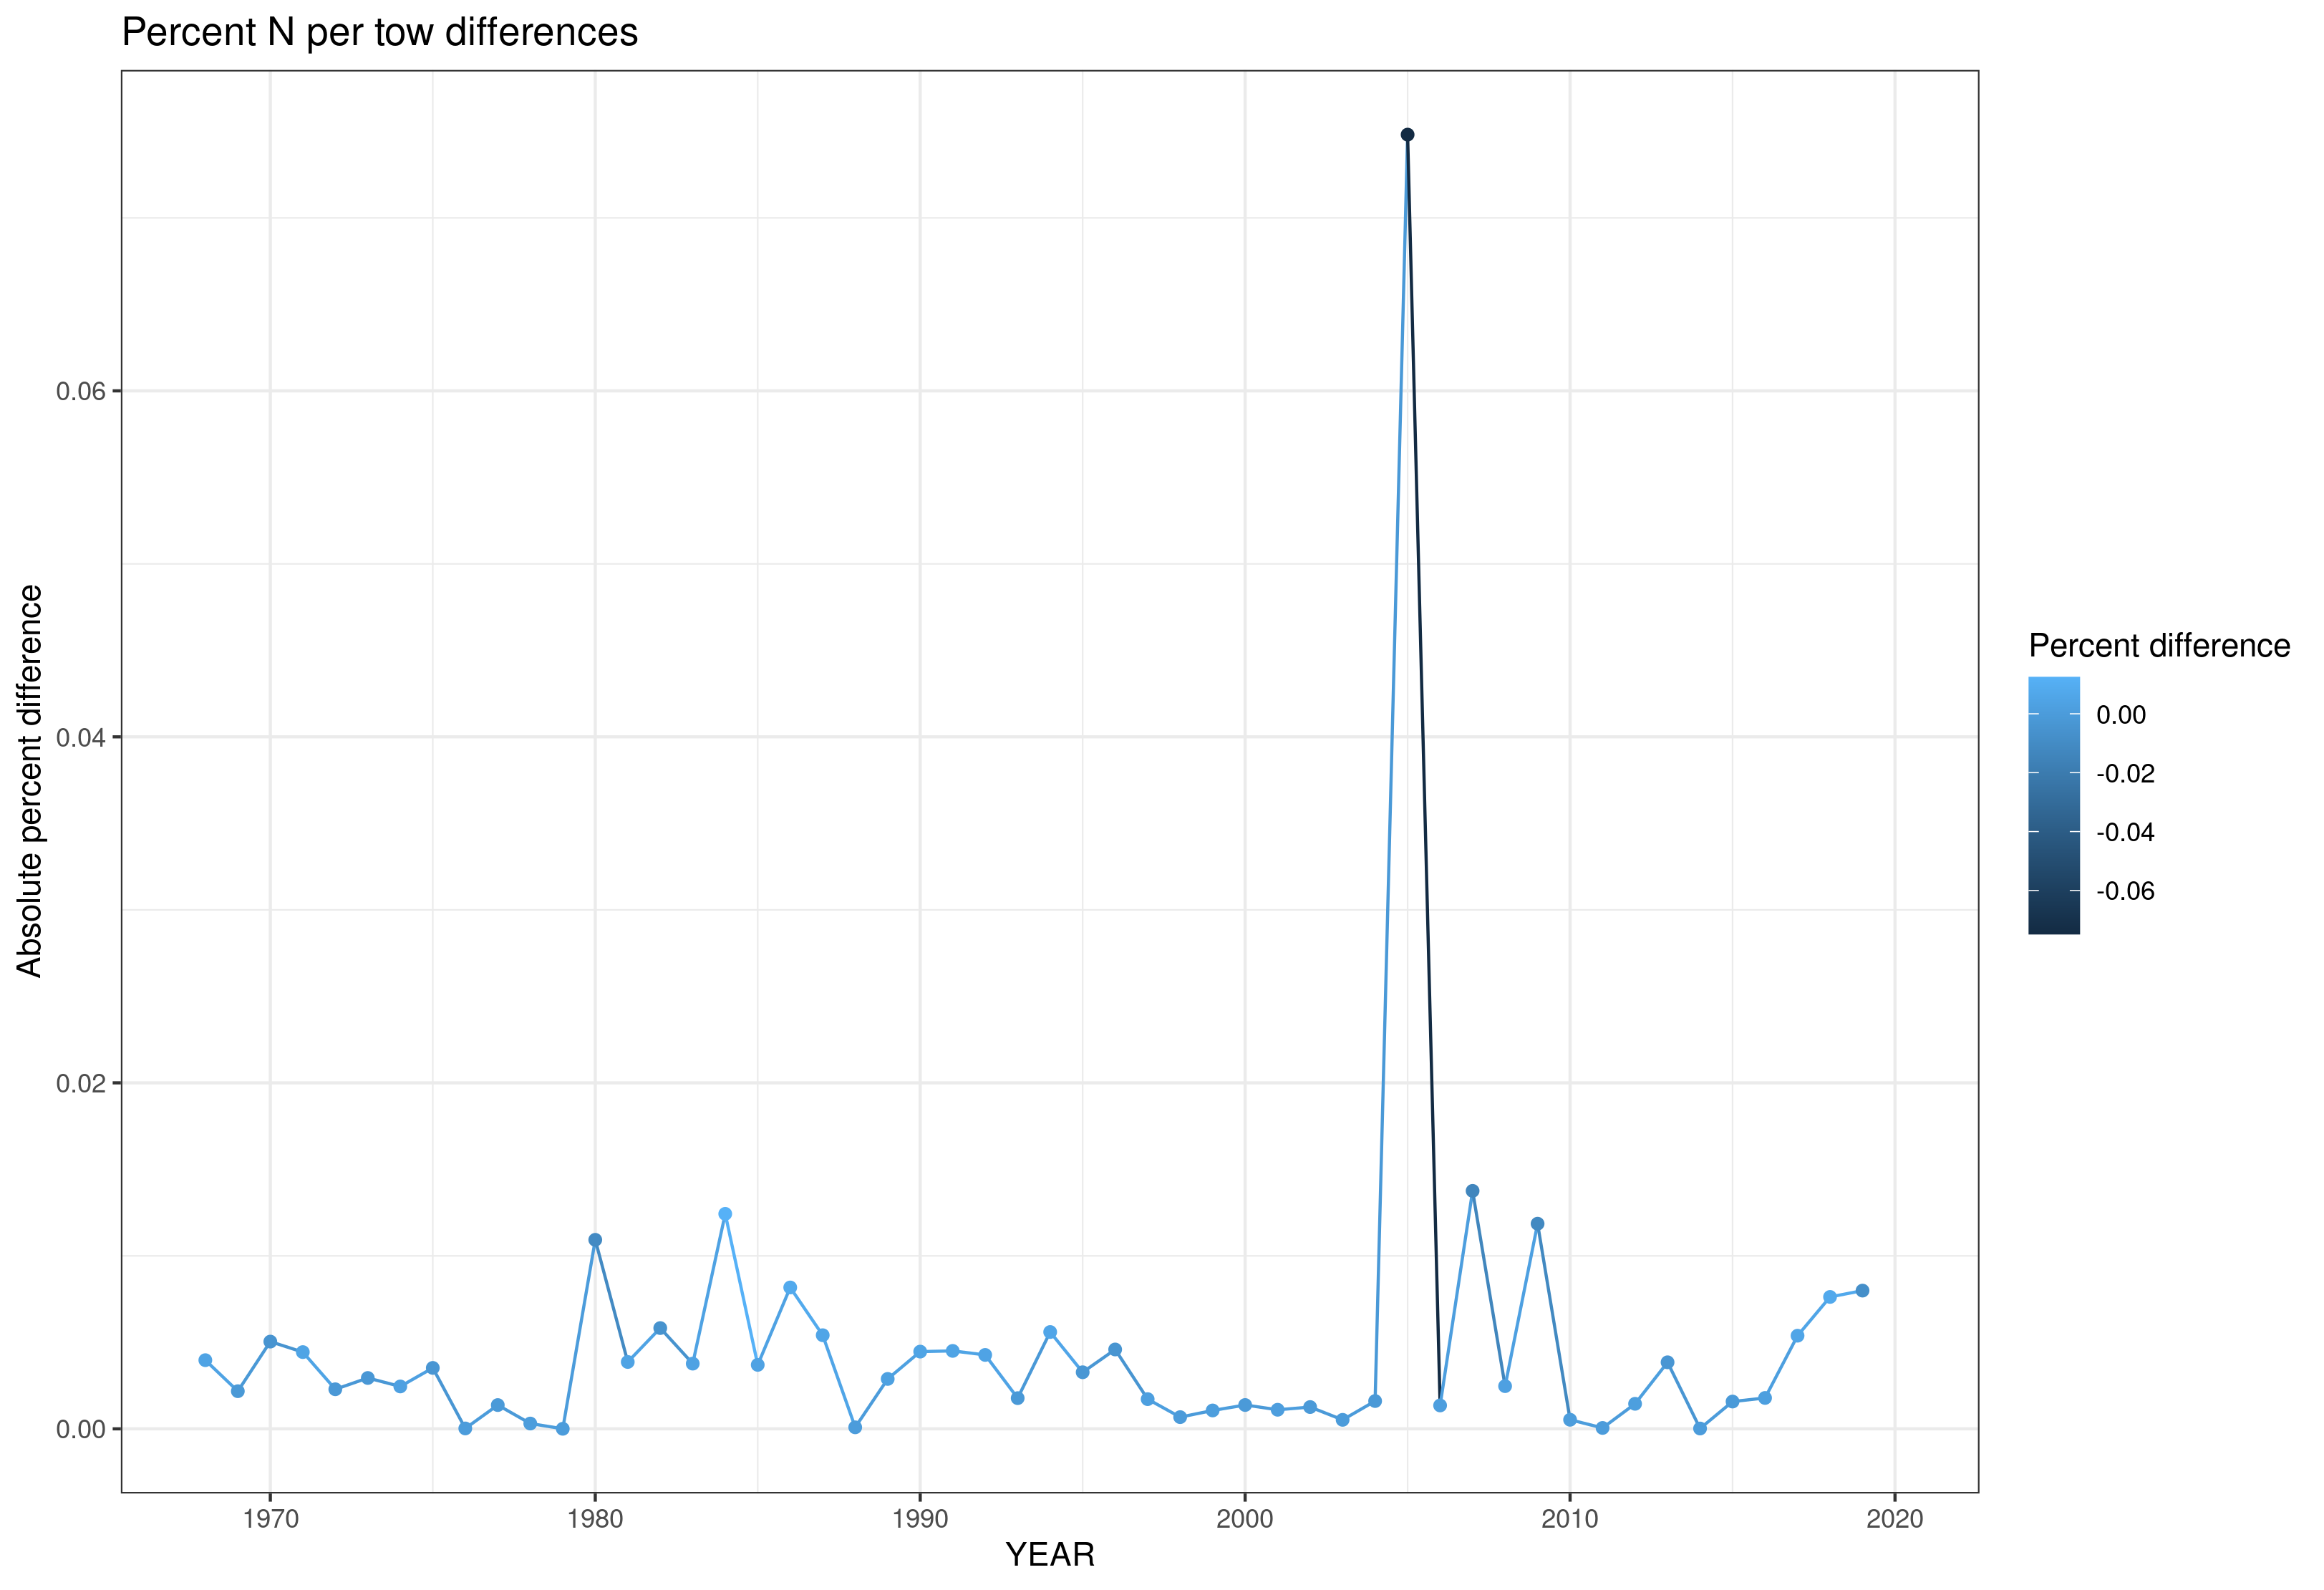 Percent N per tow differences
Absolute percent difference
0.06
0.04
0.02
0.00
1970 1980 1990 2000 2010 2020
YEAR
Percent difference
0.00
-0.02
-0.04
-0.06